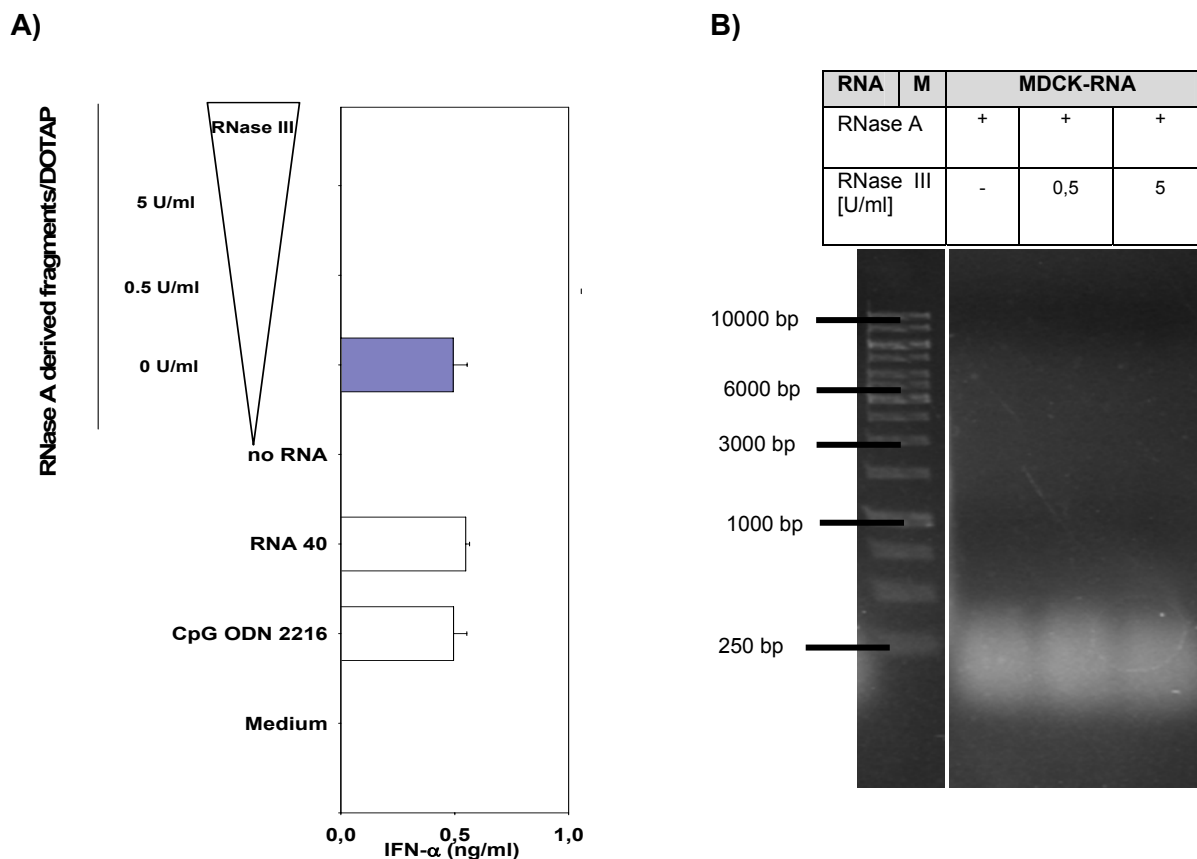 A)
RNase A derived fragments/DOTAP
RNase III
5 U/ml
0.5 U/ml
0 U/ml
no RNA
RNA 40
CpG ODN 2216
Medium
0,0
0,5
1,0
IFN-α (ng/ml)
B)
RNA M MDCK-RNA
RNase A + + +
RNase III - 0,5 5
[U/ml]
10000 bp
6000 bp
3000 bp
1000 bp
250 bp